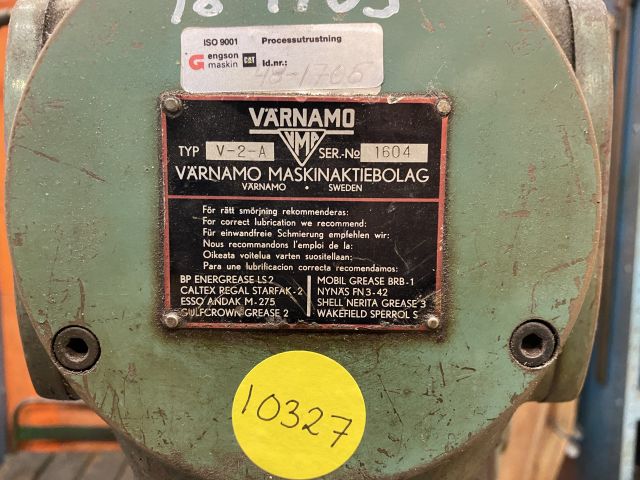 ISO 9001 Processutrustning
G engson maskin CAT Id.nr.:
VÄRNAMO
VMA
TYP V-2-A SER.-No 1604
VÄRNAMO MASKINAKTIEBOLAG
VÄRNAMO • SWEDEN
För rätt smörjning rekommenderas:
For correct lubrication we recommend:
Für einwandfreie Schmierung empfehlen wir:
Nous recommandons l'emploi de la:
Oikeata voitelua varten suositellaan:
Para une lubrificacion correcta recomendamos:
BP ENERGREASE LS 2
CALTEX REGAL STARFAK-2
ESSO ANDAK M-275
GULFCROWN GREASE 2
MOBIL GREASE BRB-1
NYNÄS FN 3-42
SHELL NERITA GREASE 3
WAKEFIELD SPERROL S
10327